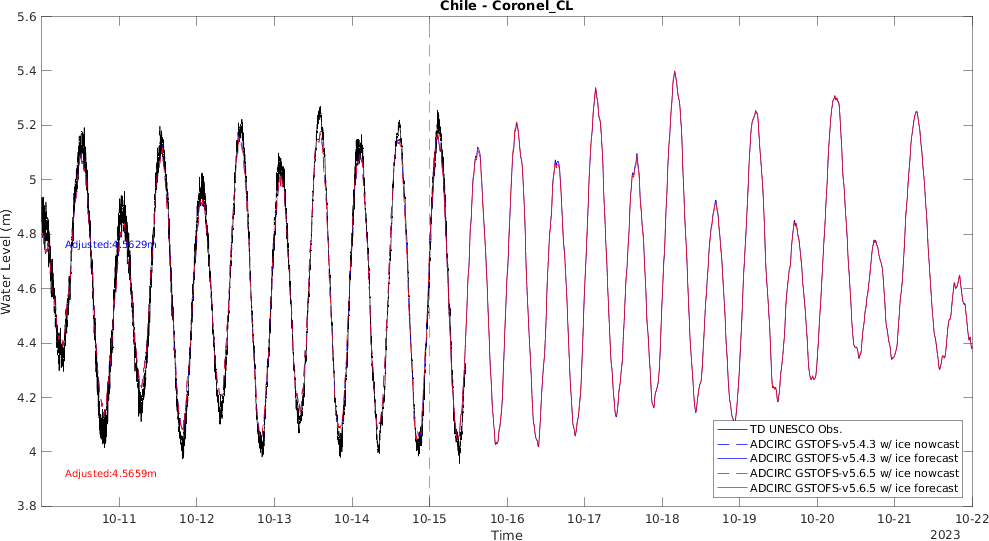 Chile - Coronel_CL
5.6
5.4
5.2
5
4.8
4.6
4.4
4.2
4
3.8
Water Level (m)
Adjusted:4.5629m
Adjusted:4.5659m
TD UNESCO Obs.
ADCIRC GSTOFS-v5.4.3 w/ ice nowcast
ADCIRC GSTOFS-v5.4.3 w/ ice forecast
ADCIRC GSTOFS-v5.6.5 w/ ice nowcast
ADCIRC GSTOFS-v5.6.5 w/ ice forecast
10-11 10-12 10-13 10-14 10-15 10-16 10-17 10-18 10-19 10-20 10-21 10-22
Time
2023